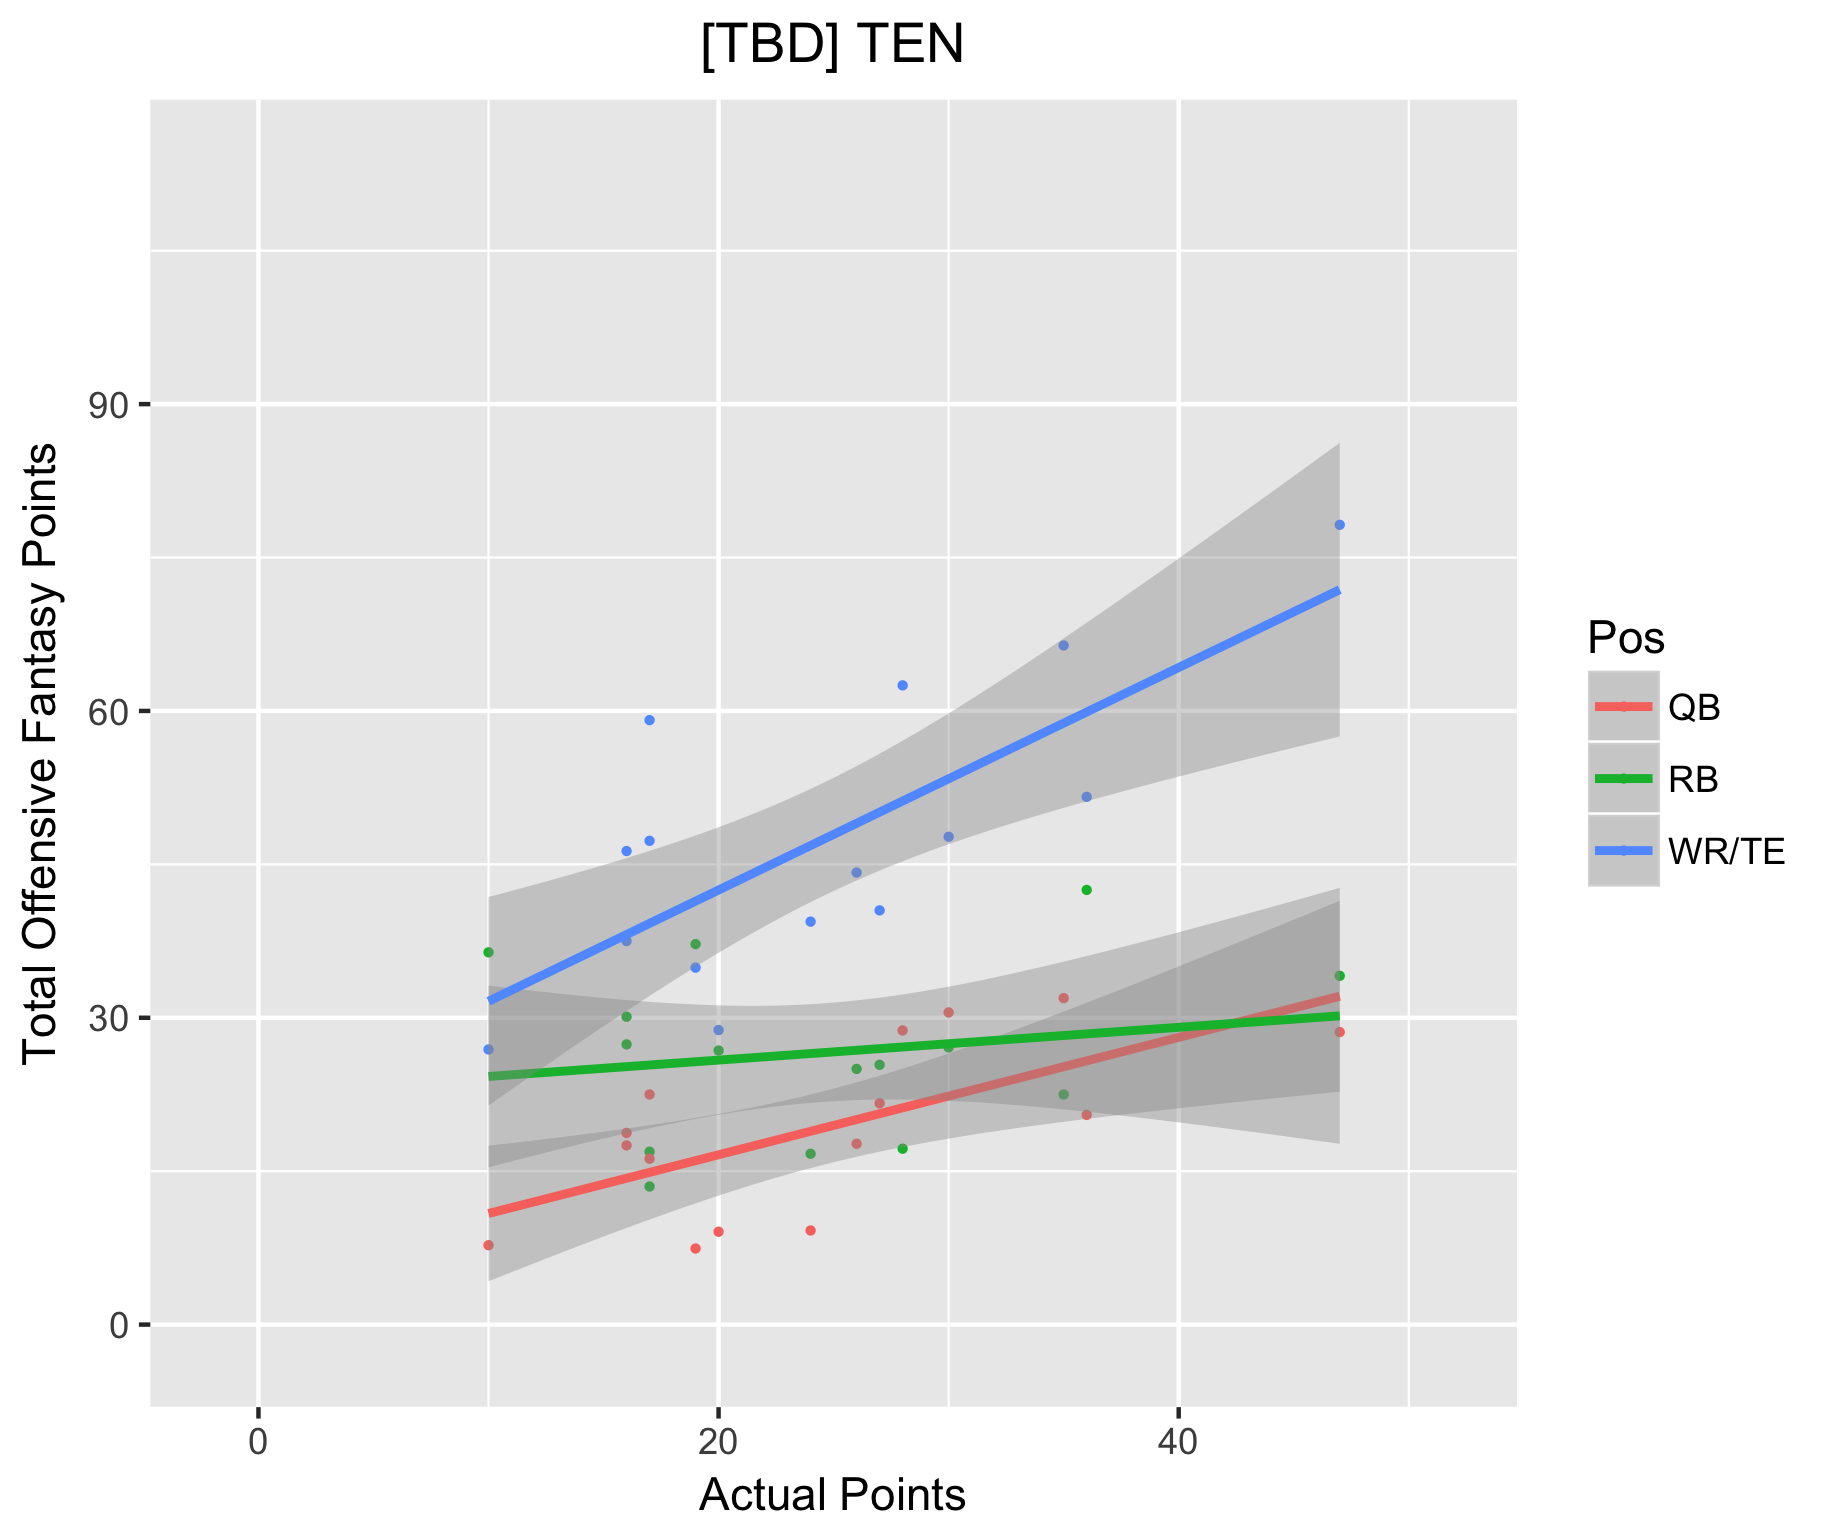 [TBD] TEN
Total Offensive Fantasy Points
90
60
30
0
0
20
40
Actual Points
Pos
QB
RB
WR/TE